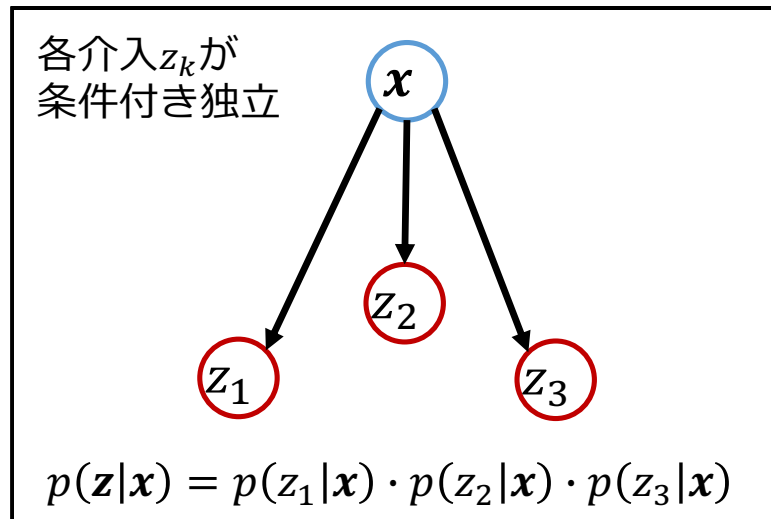 各介入z_kが
条件付き独立
x
z_2
z_1
z_3
p(z|x) = p(z_1|x) · p(z_2|x) · p(z_3|x)